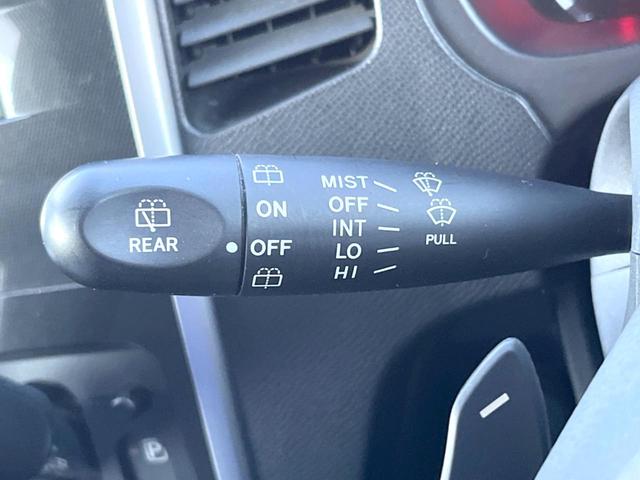 REAR
ON
OFF
MIST
OFF
INT
LO
HI
PULL
P